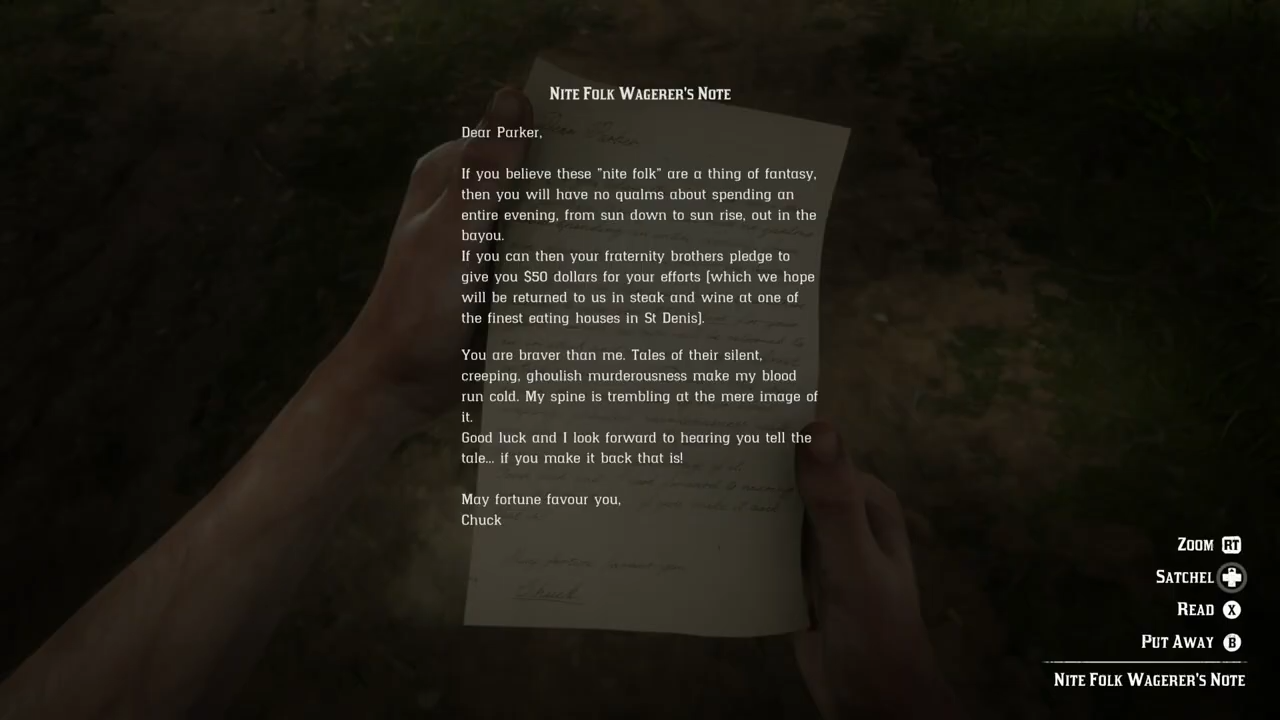 NITE FOLK WAGERER'S NOTE
Dear Parker,
If you believe these "nite folk" are a thing of fantasy,
then you will have no qualms about spending an
entire evening, from sun down to sun rise, out in the
bayou.
If you can then your fraternity brothers pledge to
give you $50 dollars for your efforts (which we hope
will be returned to us in steak and wine at one of
the finest eating houses in St Denis).
You are braver than me. Tales of their silent,
creeping, ghoulish murderousness make my blood
run cold. My spine is trembling at the mere image of
it.
Good luck and I look forward to hearing you tell the
tale... if you make it back that is!
May fortune favour you,
Chuck
ZOOM RT
SATCHEL
READ X
PUT AWAY B
NITE FOLK WAGERER'S NOTE